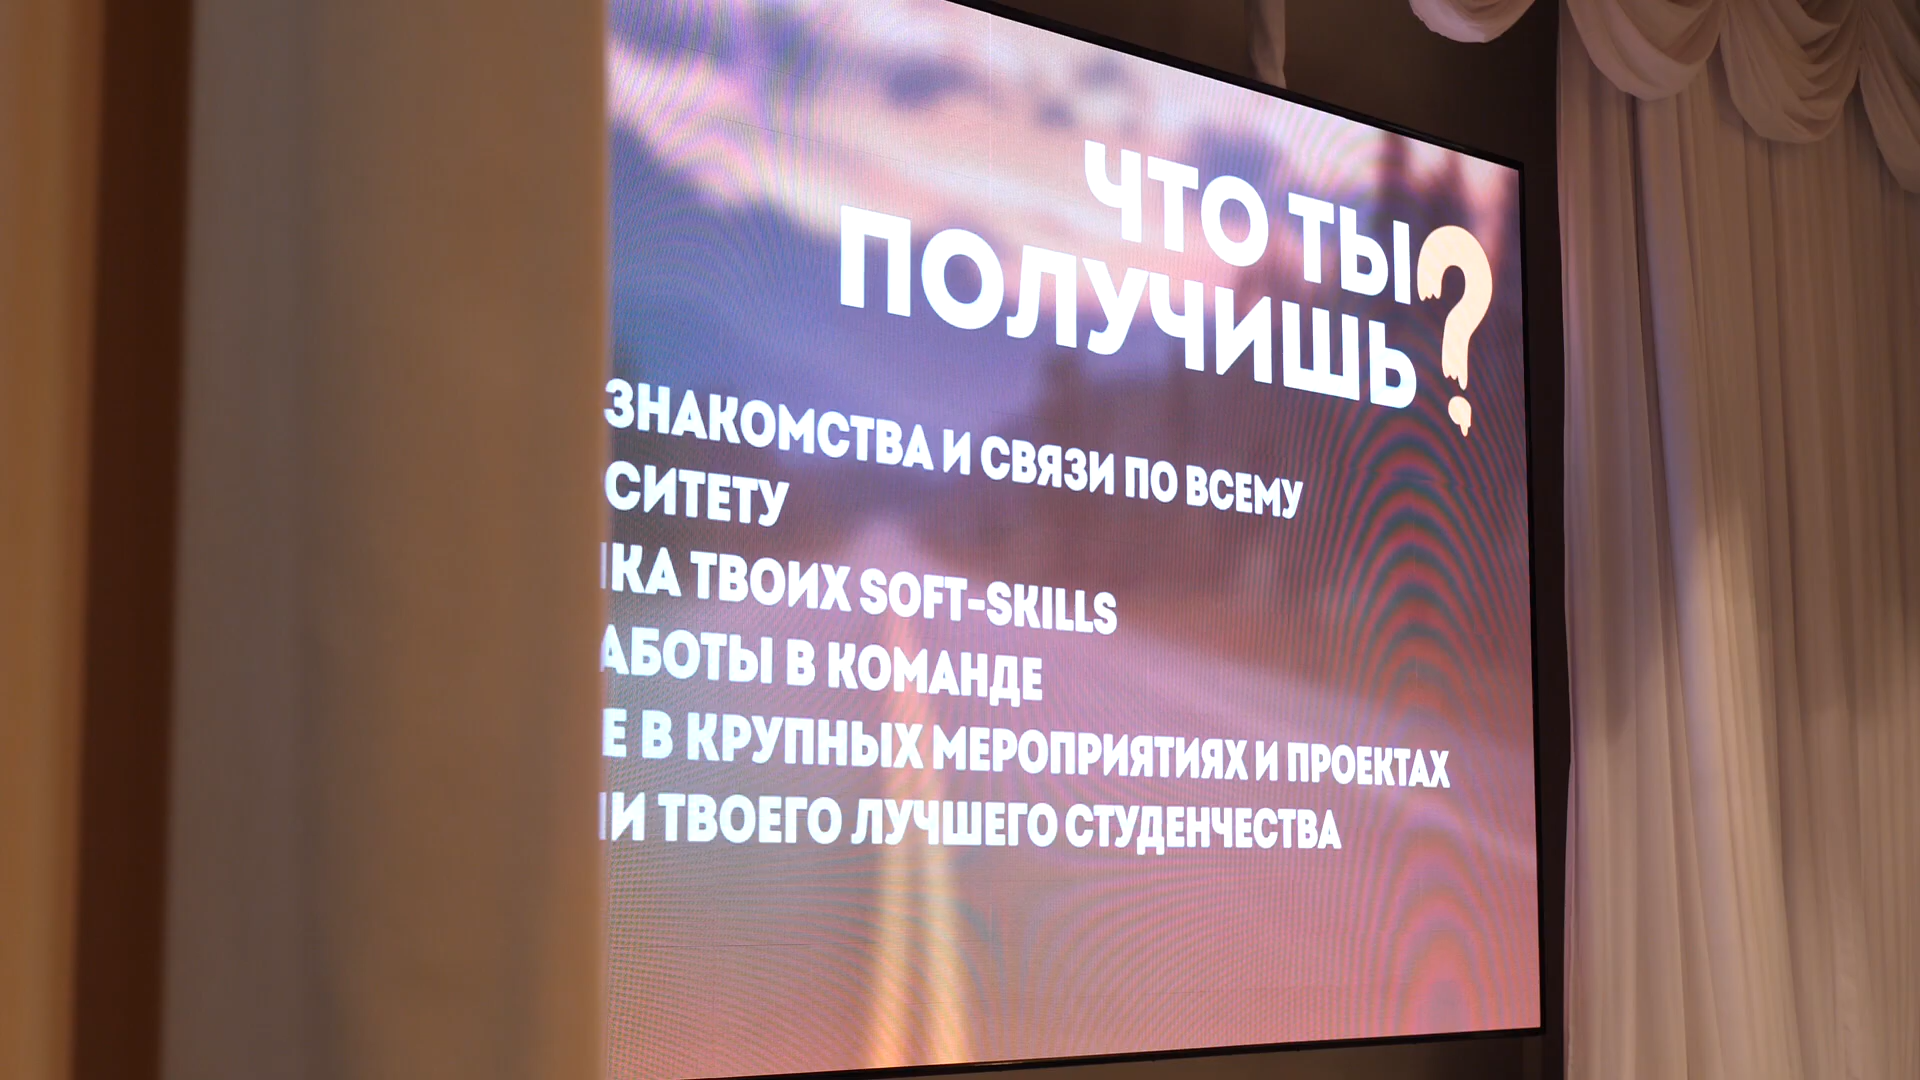 ЧТО ТЫ
ПОЛУЧИШЬ?
ЗНАКОМСТВА И СВЯЗИ ПО ВСЕМУ
СИТЕТУ
КА ТВОИХ SOFT-SKILLS
АБОТЫ В КОМАНДЕ
Е В КРУПНЫХ МЕРОПРИЯТИЯХ И ПРОЕКТАХ
И ТВОЕГО ЛУЧШЕГО СТУДЕНЧЕСТВА